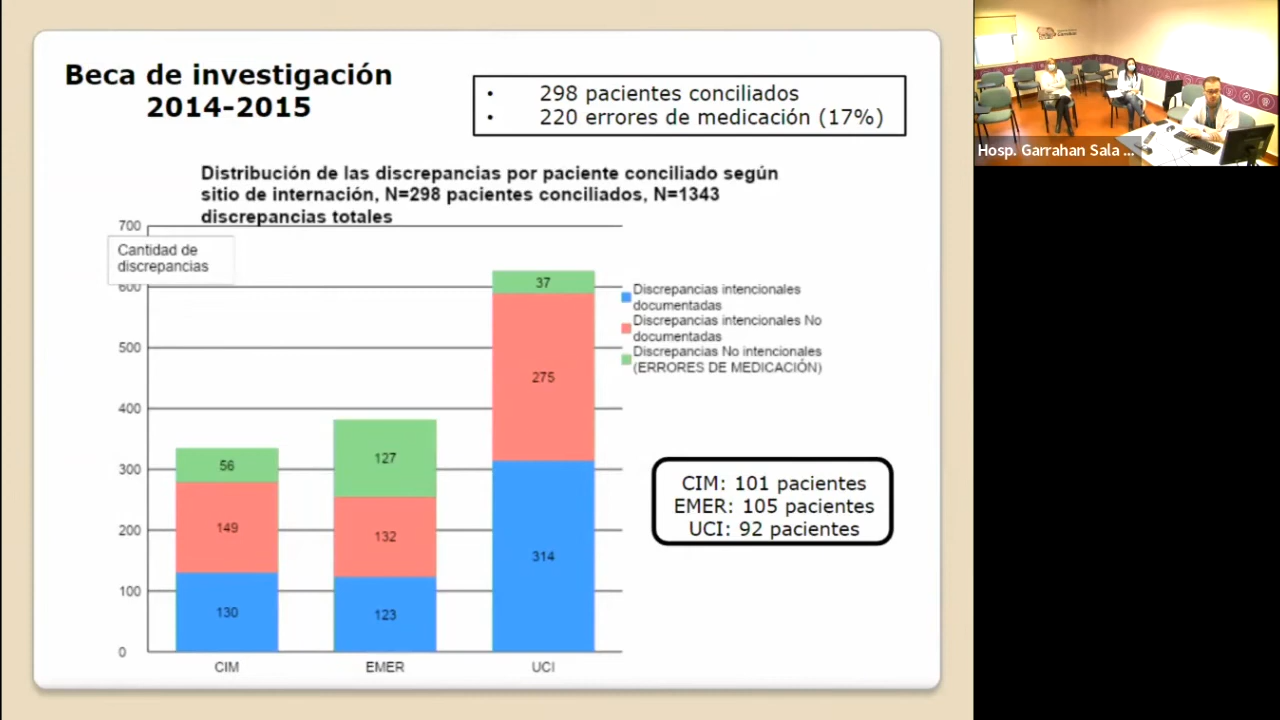 Beca de investigación
2014-2015
• 298 pacientes conciliados
• 220 errores de medicación (17%)
Distribución de las discrepancias por paciente conciliado según
sitio de internación, N=298 pacientes conciliados, N=1343
discrepancias totales
Cantidad de
discrepancias
700
600
500
400
300
200
100
0
56
149
130
127
132
123
37
275
314
CIM
EMER
UCI
Discrepancias intencionales
documentadas
Discrepancias intencionales No
documentadas
Discrepancias No intencionales
(ERRORES DE MEDICACIÓN)
CIM: 101 pacientes
EMER: 105 pacientes
UCI: 92 pacientes
Hosp. Garrahan Sala ...